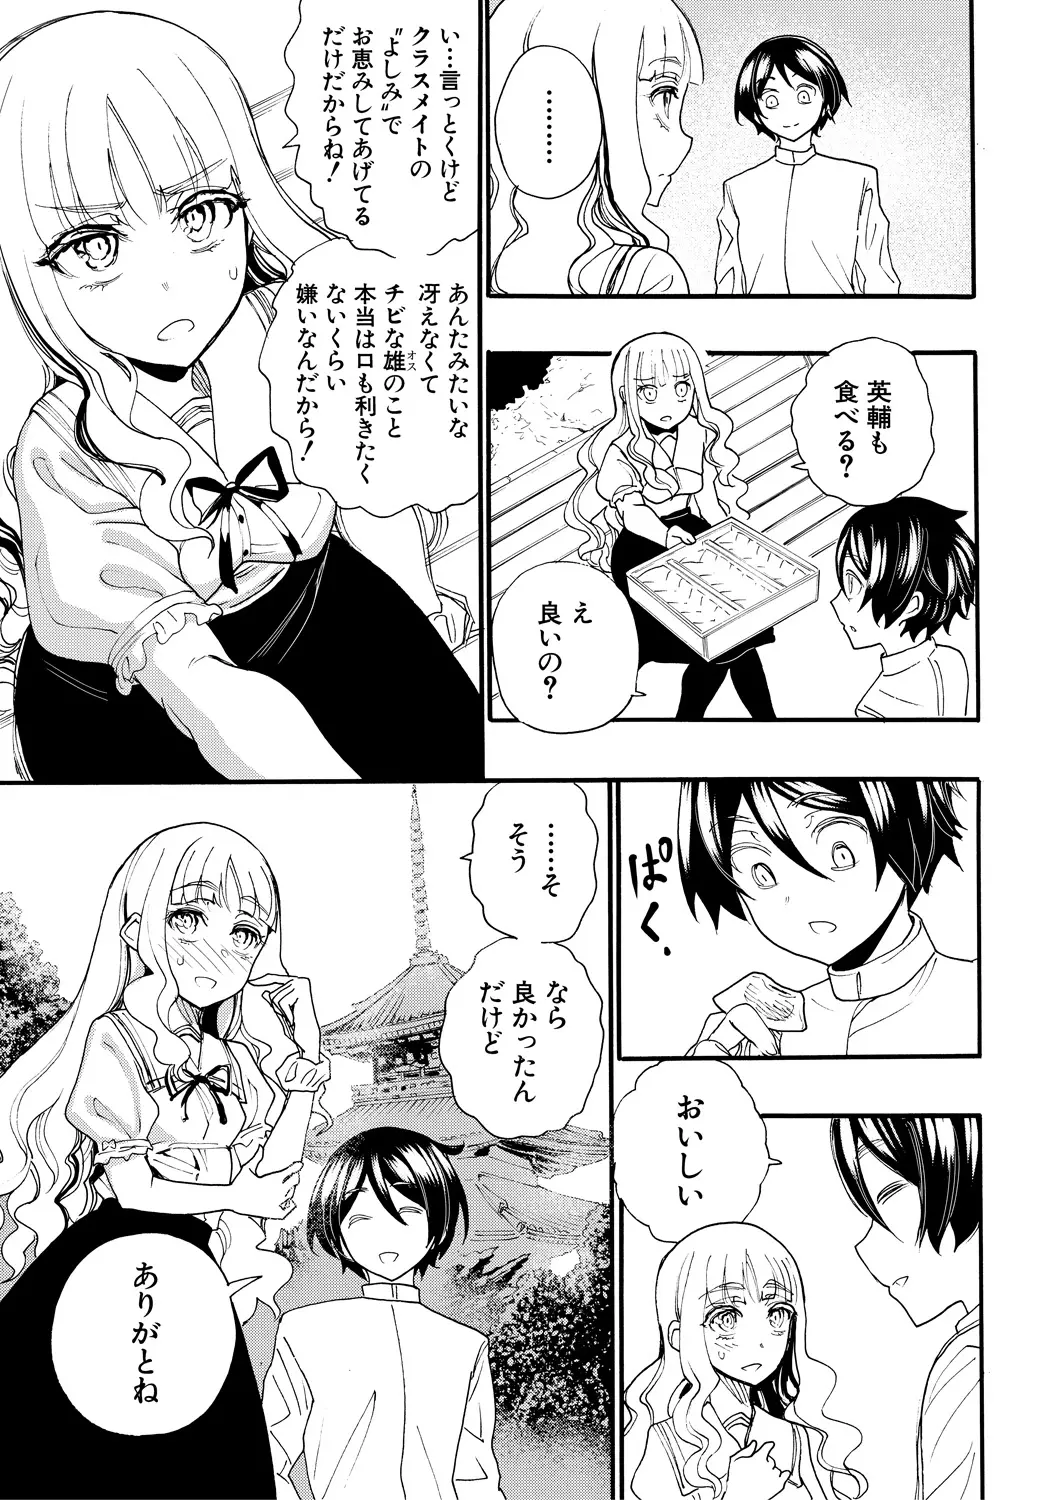 ………
英輔も
食べる?
え
良いの?
い…言っとくけど
クラスメイトの
"よしみ"で
お恵みしてあげてる
だけだからね!
あんたみたいな
冴えなくて
チビな雄のこと
オス
本当は口も利きたく
ないくらい
嫌いなんだから!
ぱく.
おいしい
……そ
そう
なら
良かったん
だけど
ありがとね